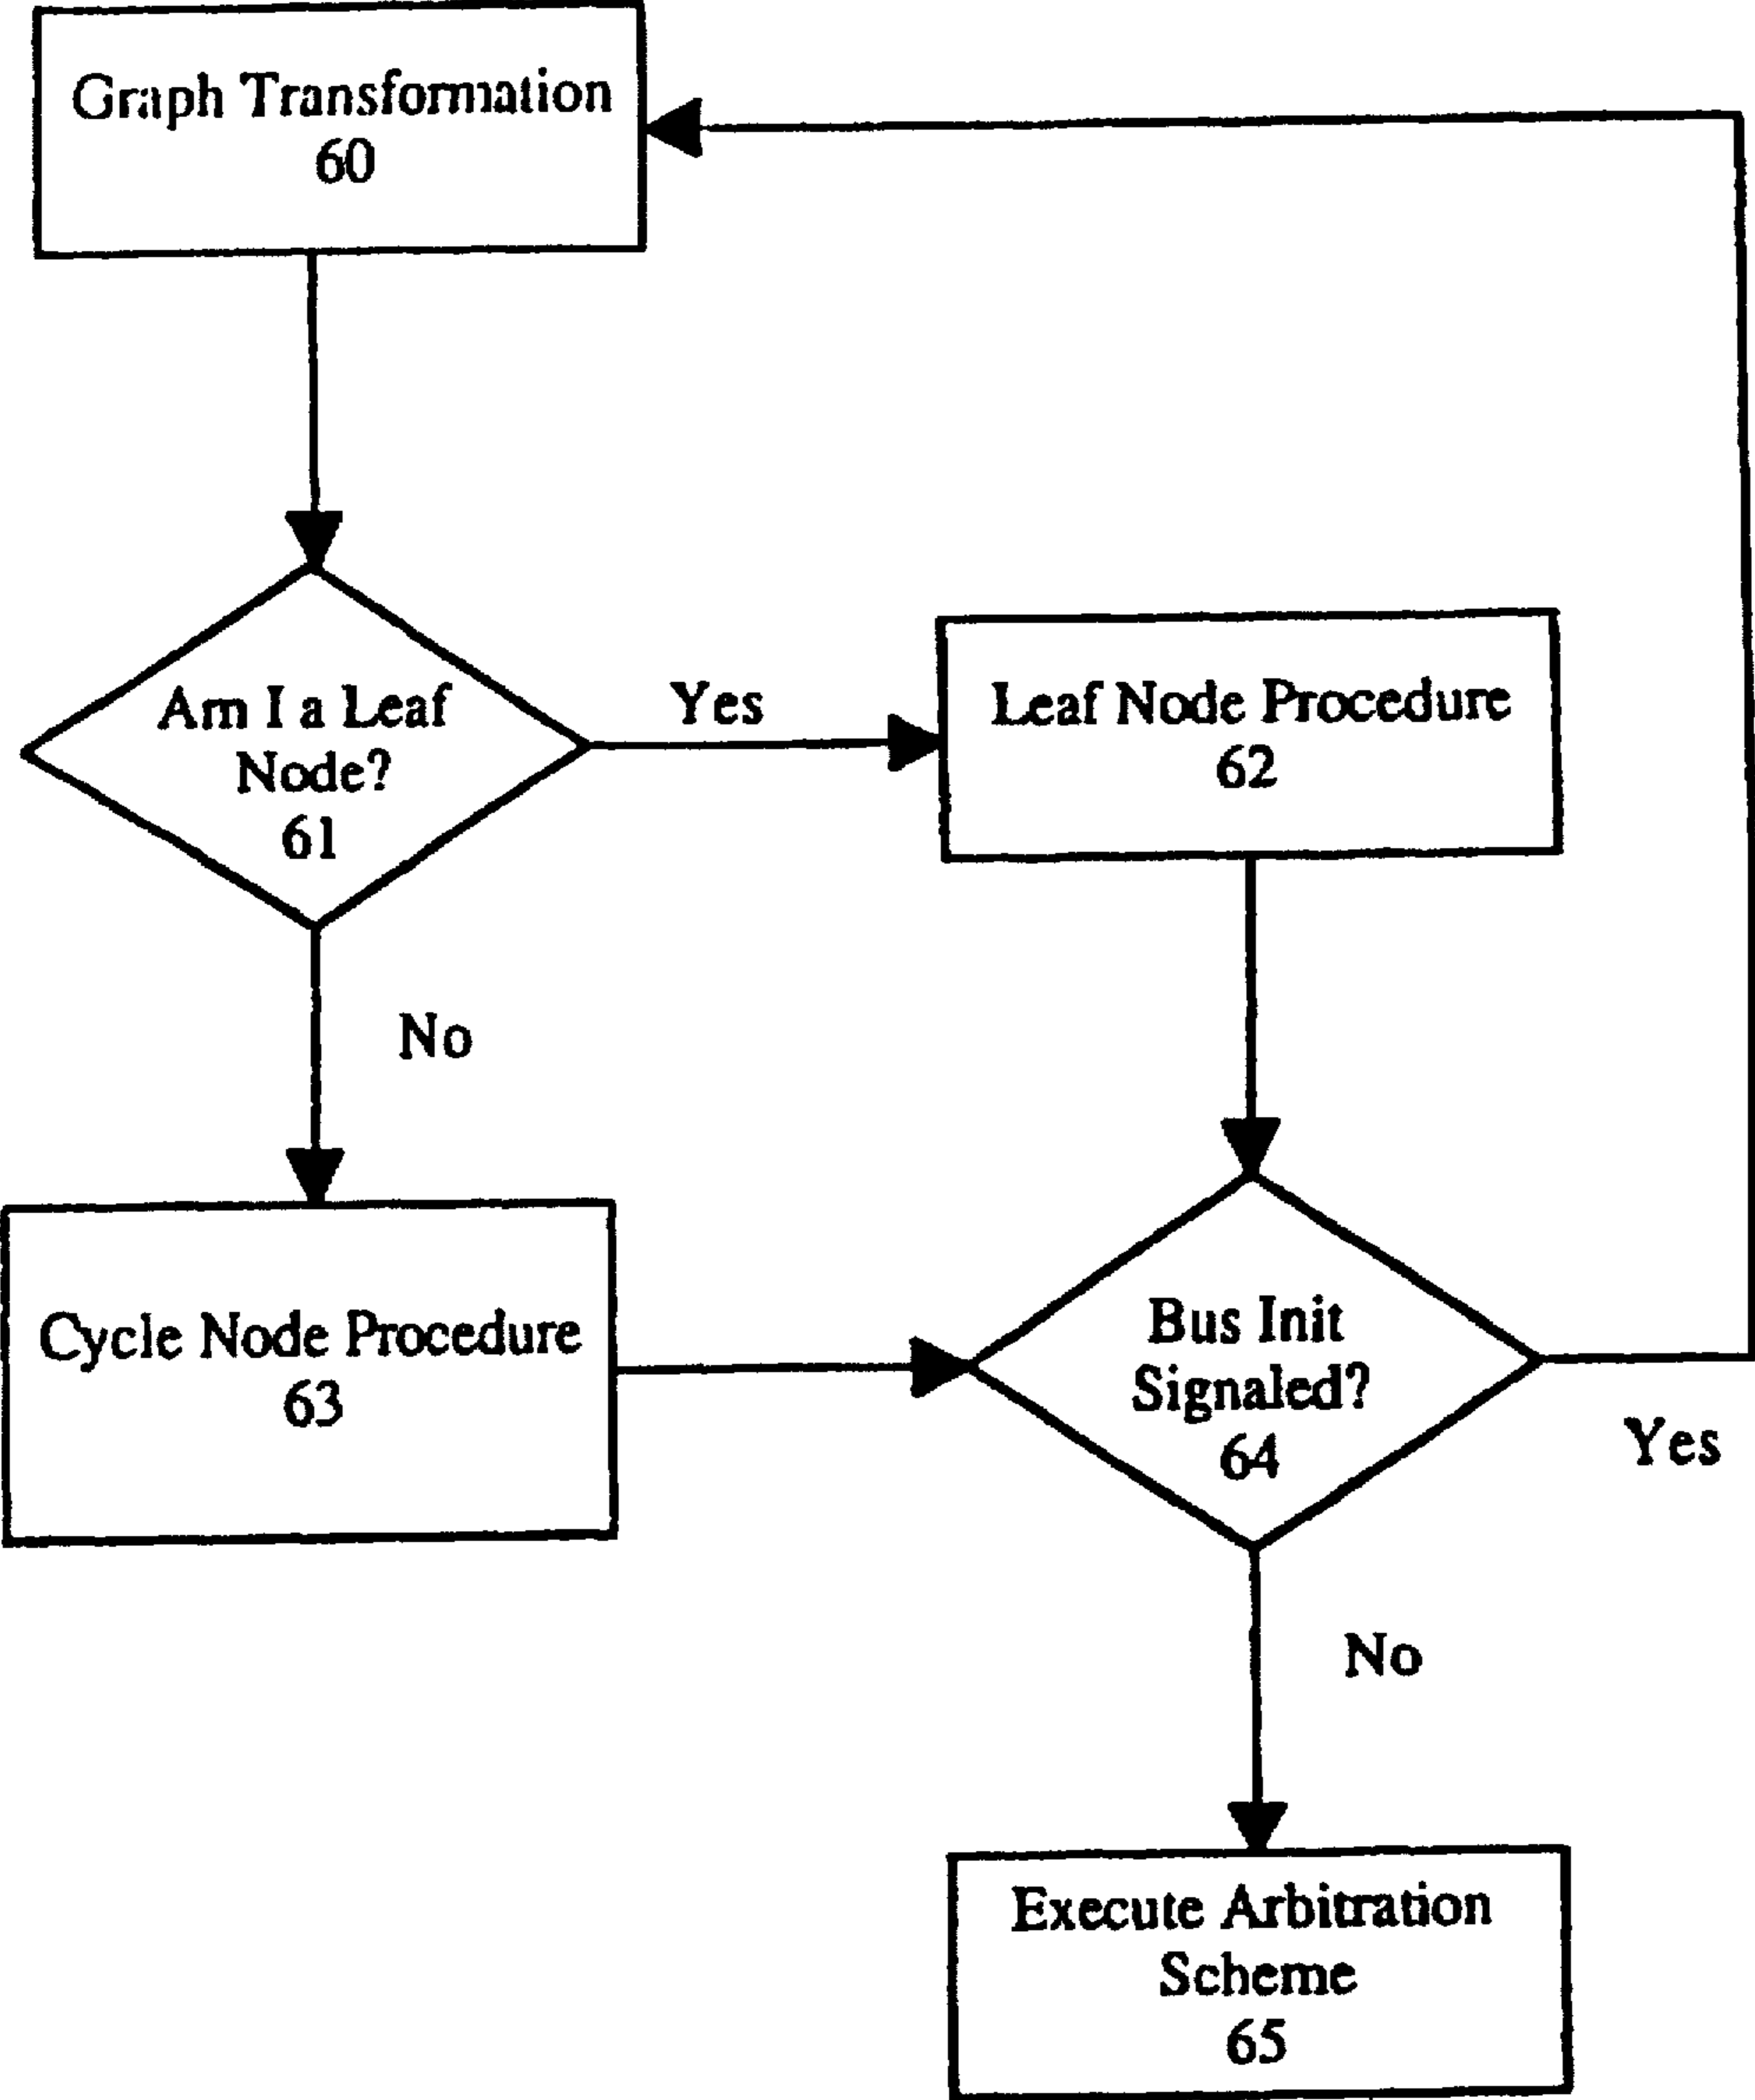 Graph Transformation
60
Am I a Leaf
Node?
61
Yes
Leaf Node Procedure
62
No
Cycle Node Procedure
63
Bus Init
Signaled?
64
Yes
No
Execute Arbitration
Scheme
65